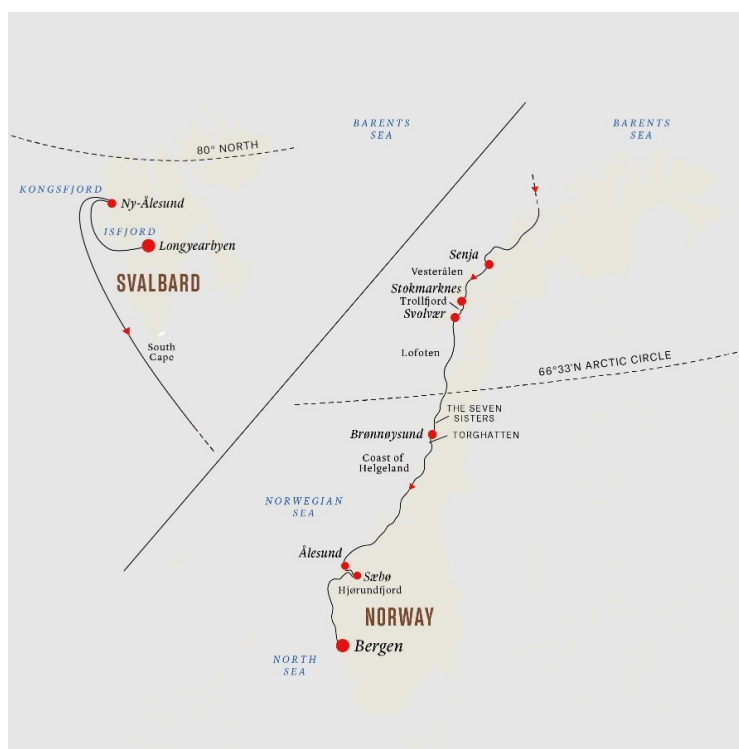 BARENTS
SEA
BARENTS
SEA
80° NORTH
KONGSFJORD
Ny-Ålesund
ISFJORD
Longyearbyen
SVALBARD
South
Cape
Senja
Vesterålen
Stokmarknes
Trollfjord
Svolvær
Lofoten
66°33'N ARCTIC CIRCLE
THE SEVEN
SISTERS
Brønnøysund
TORGHATTEN
Coast of
Helgeland
NORWEGIAN
SEA
Ålesund
Sæbø
Hjørundfjord
NORWAY
Bergen
NORTH
SEA